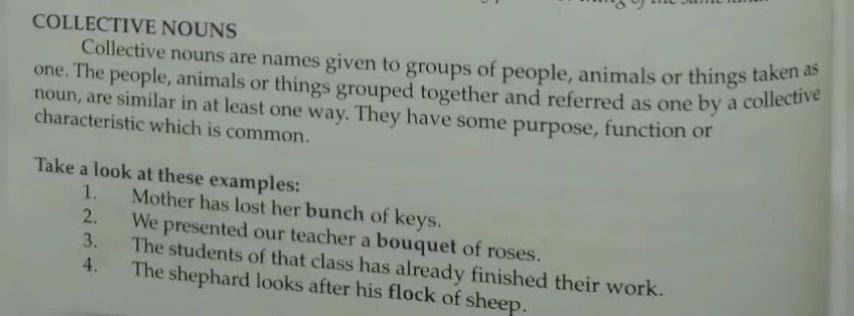 COLLECTIVE NOUNS
Collective nouns are names given to groups of people, animals or things taken as
one. The people, animals or things grouped together and referred as one by a collective
noun, are similar in at least one way. They have some purpose, function or
characteristic which is common.
Take a look at these examples:
1. Mother has lost her bunch of keys.
2. We presented our teacher a bouquet of roses.
3. The students of that class has already finished their work.
4. The shephard looks after his flock of sheep.